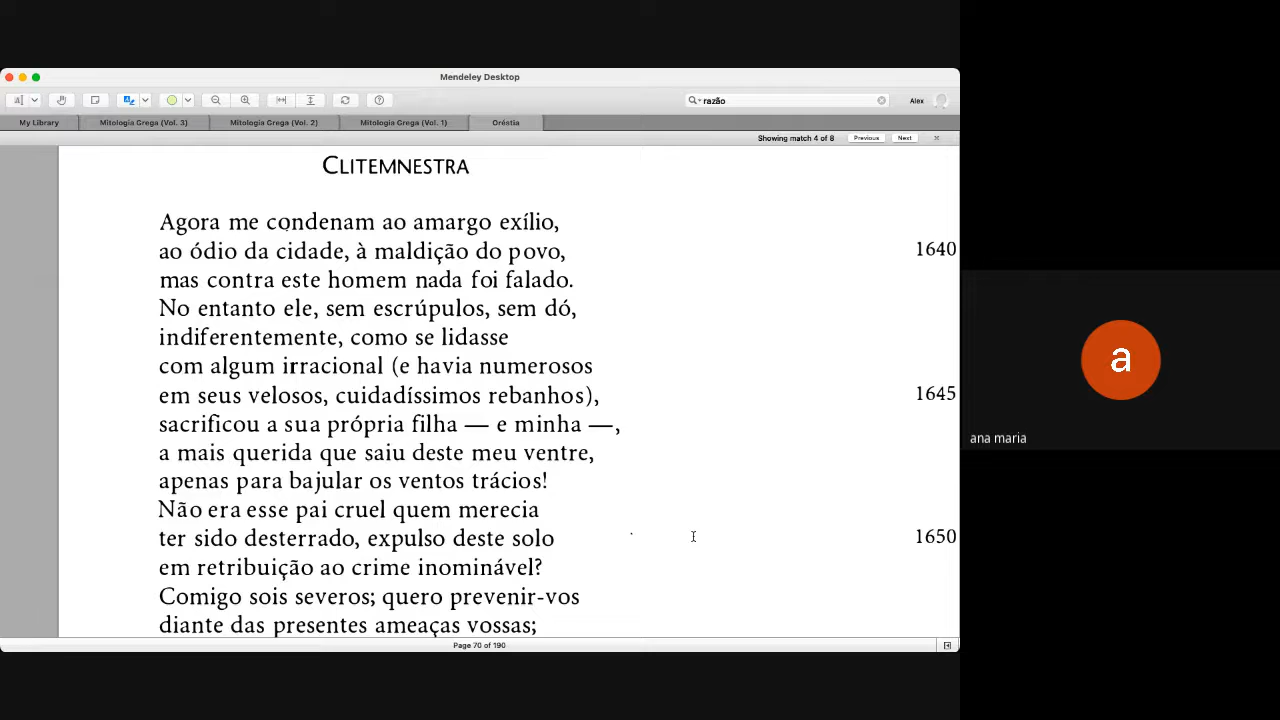 Mendeley Desktop
razão
Alex
My Library
Mitologia Grega (Vol. 3)
Mitologia Grega (Vol. 2)
Mitologia Grega (Vol. 1)
Oréstia
Showing match 4 of 8
Previous
Next
CLITEMNESTRA
Agora me condenam ao amargo exílio,
ao ódio da cidade, à maldição do povo, 1640
mas contra este homem nada foi falado.
No entanto ele, sem escrúpulos, sem dó,
indiferentemente, como se lidasse
com algum irracional (e havia numerosos
em seus velosos, cuidadíssimos rebanhos), 1645
sacrificou a sua própria filha — e minha —,
a mais querida que saiu deste meu ventre,
apenas para bajular os ventos trácios!
Não era esse pai cruel quem merecia
ter sido desterrado, expulso deste solo 1650
em retribuição ao crime inominável?
Comigo sois severos; quero prevenir-vos
diante das presentes ameaças vossas;
Page 70 of 190
a
ana maria